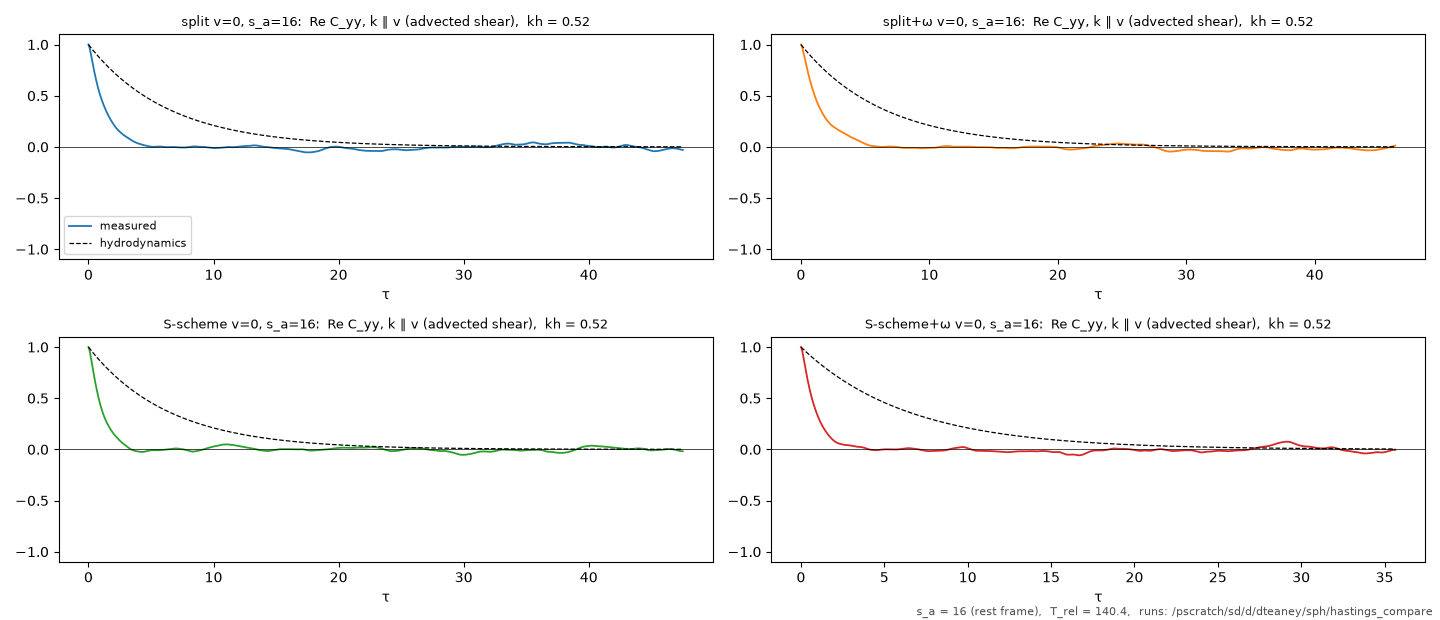 split v=0, s_a=16:  Re C_yy, k ∥ v (advected shear),  kh = 0.52
1.0
0.5
0.0
−0.5
−1.0
measured
hydrodynamics
0 10 20 30 40
τ
split+ω v=0, s_a=16:  Re C_yy, k ∥ v (advected shear),  kh = 0.52
1.0
0.5
0.0
−0.5
−1.0
0 10 20 30 40
τ
S-scheme v=0, s_a=16:  Re C_yy, k ∥ v (advected shear),  kh = 0.52
1.0
0.5
0.0
−0.5
−1.0
0 10 20 30 40
τ
S-scheme+ω v=0, s_a=16:  Re C_yy, k ∥ v (advected shear),  kh = 0.52
1.0
0.5
0.0
−0.5
−1.0
0 5 10 15 20 25 30 35
τ
s_a = 16 (rest frame),  T_rel = 140.4,  runs: /pscratch/sd/d/dteaney/sph/hastings_compare